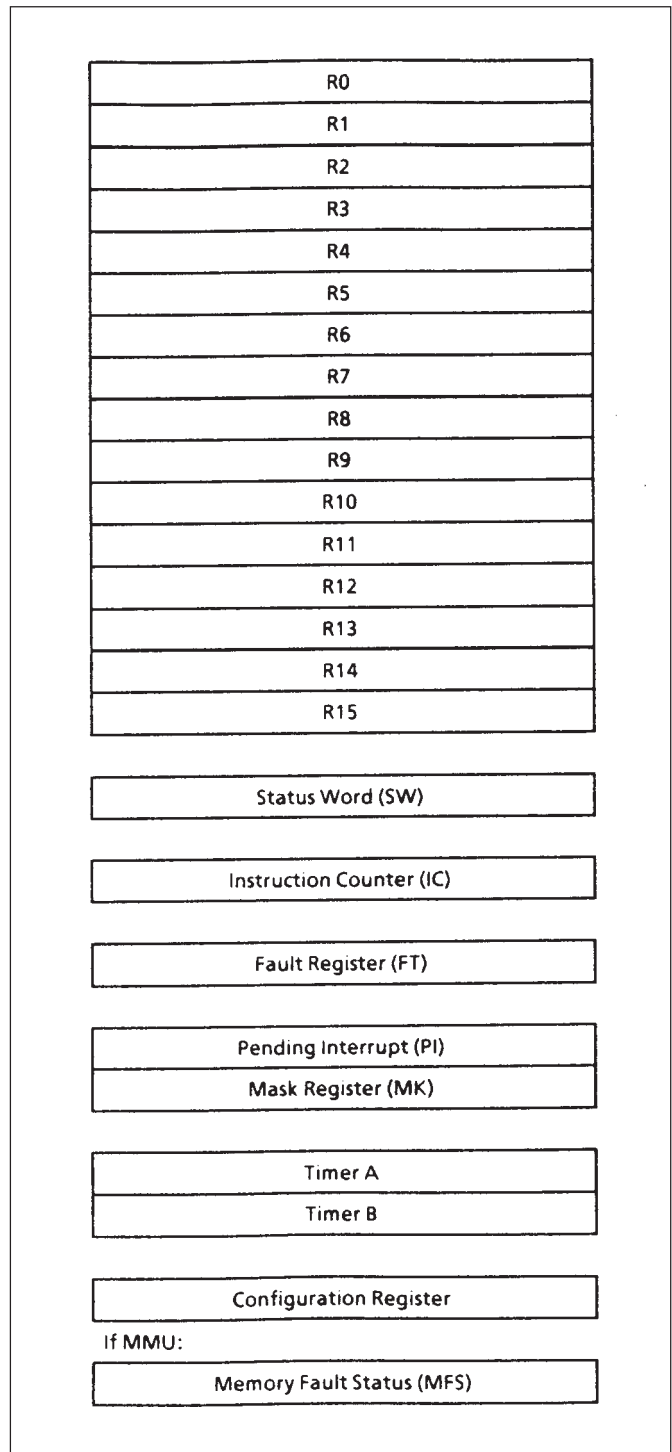 R0
R1
R2
R3
R4
R5
R6
R7
R8
R9
R10
R11
R12
R13
R14
R15
Status Word (SW)
Instruction Counter (IC)
Fault Register (FT)
Pending Interrupt (PI)
Mask Register (MK)
Timer A
Timer B
Configuration Register
If MMU:
Memory Fault Status (MFS)